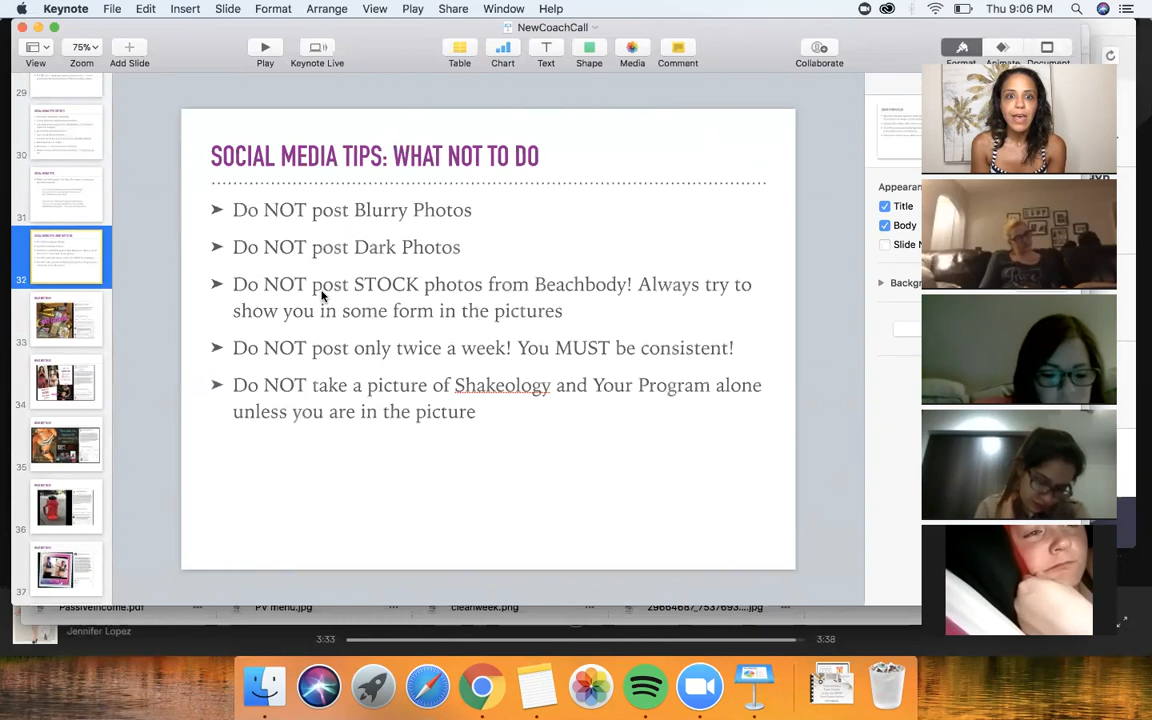 Keynote File Edit Insert Slide Format Arrange View Play Share Window Help Thu 9:06 PM
NewCoachCall
75%
View Zoom Add Slide Play Keynote Live Table Chart Text Shape Media Comment Collaborate Format Animate Document
29
30
31
32
33
34
35
36
37
SOCIAL MEDIA TIPS: WHAT NOT TO DO
➤ Do NOT post Blurry Photos
➤ Do NOT post Dark Photos
➤ Do NOT post STOCK photos from Beachbody! Always try to
show you in some form in the pictures
➤ Do NOT post only twice a week! You MUST be consistent!
➤ Do NOT take a picture of Shakeology and Your Program alone
unless you are in the picture
Appearance
Title
Body
Slide N
Backgr
PassiveIncome.pdf PV menu.jpg cleanweek.png 29664687_7537693...jpg
Jennifer Lopez
3:33 3:38